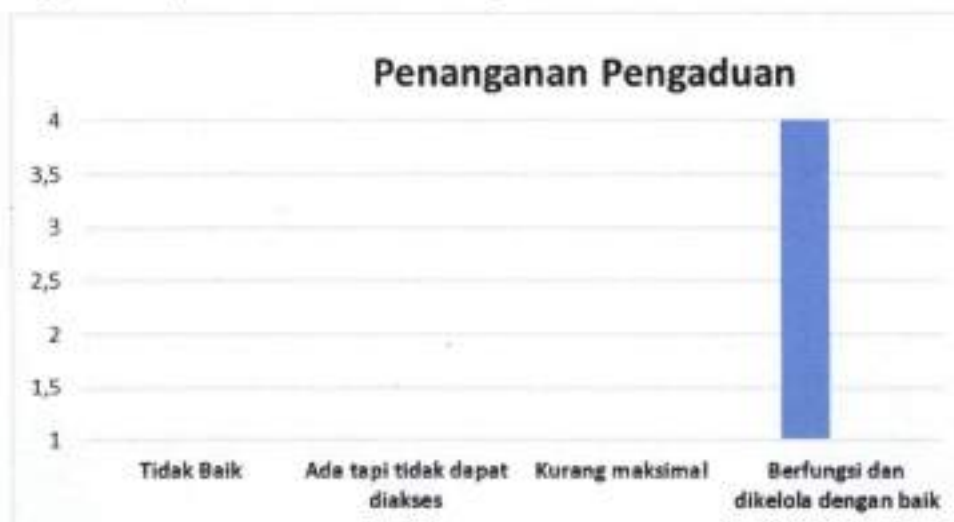 Penanganan Pengaduan
4
3,5
3
2,5
2
1,5
1
Tidak Baik
Ada tapi tidak dapat
diakses
Kurang maksimal
Berfungsi dan
dikelola dengan baik